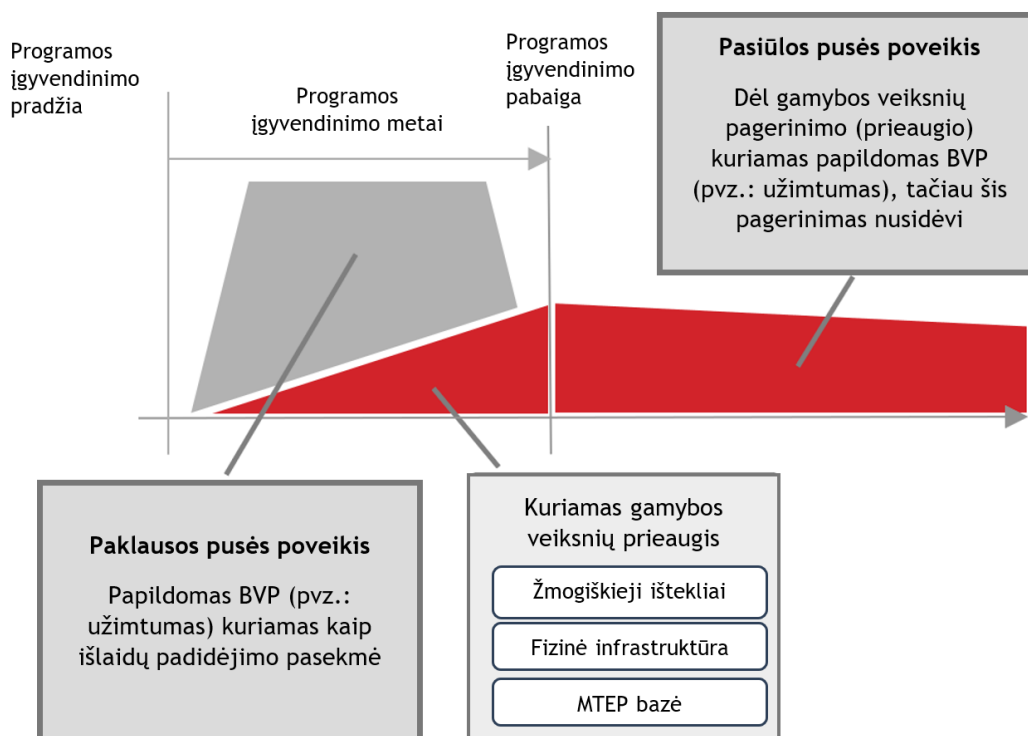 Programos
įgyvendinimo
pradžia
Programos
įgyvendinimo metai
Programos
įgyvendinimo
pabaiga
Pasiūlos pusės poveikis
Dėl gamybos veiksnių
pagerinimo (prieaugio)
kuriamas papildomas BVP
(pvz.: užimtumas), tačiau šis
pagerinimas nusidėvi
Paklausos pusės poveikis
Papildomas BVP (pvz.:
užimtumas) kuriamas kaip
išlaidų padidėjimo pasekmė
Kuriamas gamybos
veiksnių prieaugis
Žmogiškieji ištekliai
Fizinė infrastruktūra
MTEP bazė